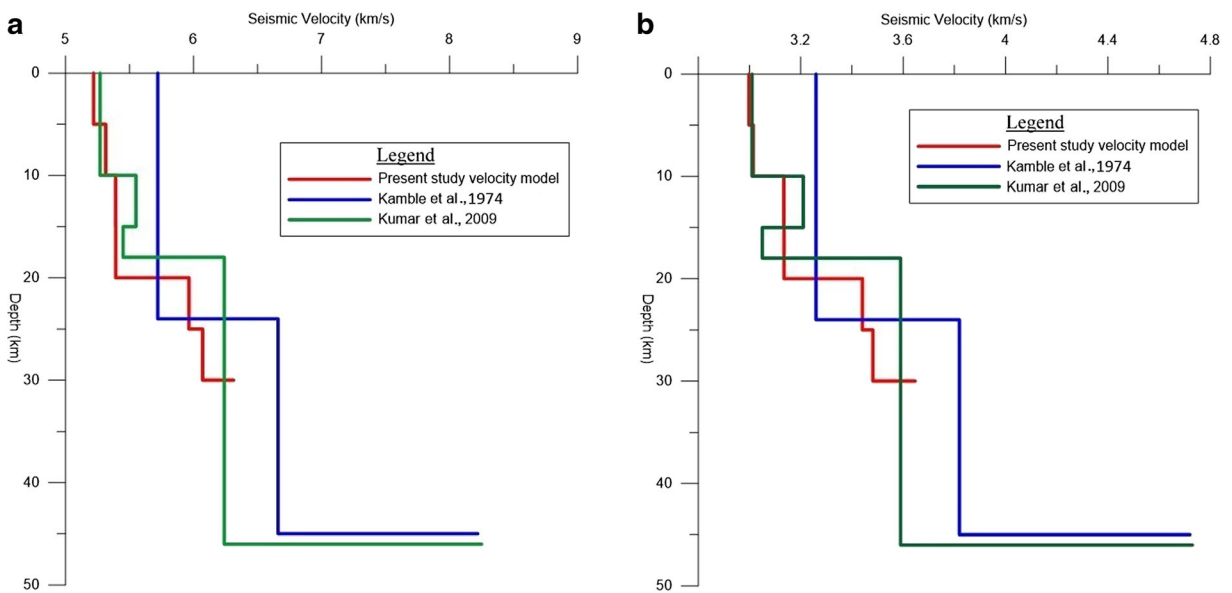 a
Seismic Velocity (km/s)
5 6 7 8 9
0
10
20
30
40
50
Depth (km)
Legend
Present study velocity model
Kamble et al.,1974
Kumar et al., 2009
b
Seismic Velocity (km/s)
3.2 3.6 4 4.4 4.8
0
10
20
30
40
50
Depth (km)
Legend
Present study velocity model
Kamble et al.,1974
Kumar et al., 2009